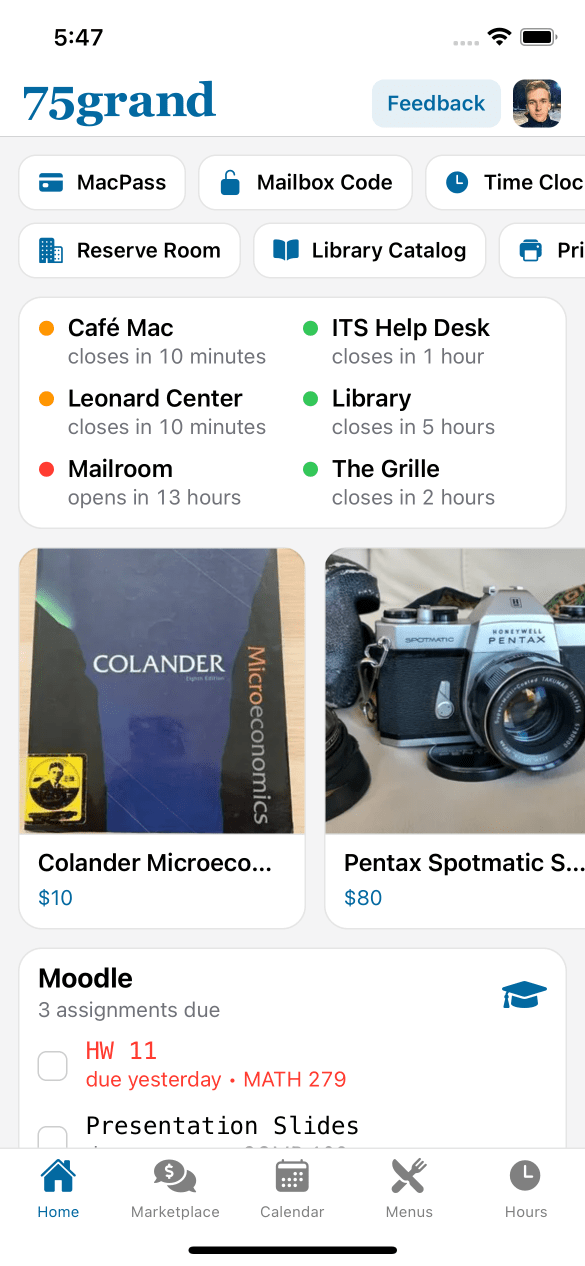 5:47
75grand
Feedback
MacPass
Mailbox Code
Time Cloc
Reserve Room
Library Catalog
Pri
Café Mac
closes in 10 minutes
ITS Help Desk
closes in 1 hour
Leonard Center
closes in 10 minutes
Library
closes in 5 hours
Mailroom
opens in 13 hours
The Grille
closes in 2 hours
COLANDER
Eighth Edition
Microeconomics
HONEYWELL
PENTAX
SPOTMATIC
Colander Microeco...
$10
Pentax Spotmatic S...
$80
Moodle
3 assignments due
HW 11
due yesterday • MATH 279
Presentation Slides
Home
Marketplace
Calendar
Menus
Hours